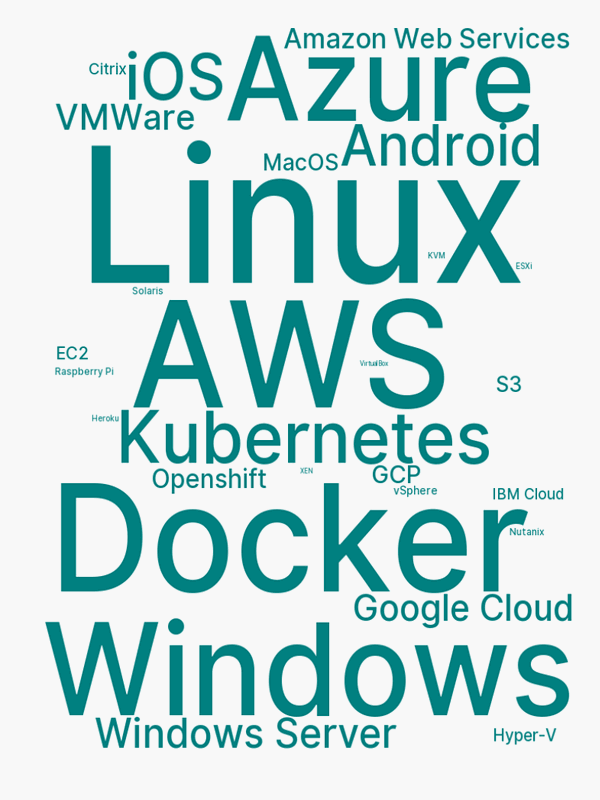 Amazon Web Services
Citrix
iOS
Azure
VMWare
Android
MacOS
Linux
KVM
ESXi
Solaris
AWS
EC2
VirtualBox
Raspberry Pi
S3
Heroku
Kubernetes
XEN
Openshift
GCP
vSphere
IBM Cloud
Docker
Nutanix
Google Cloud
Windows
Windows Server
Hyper-V